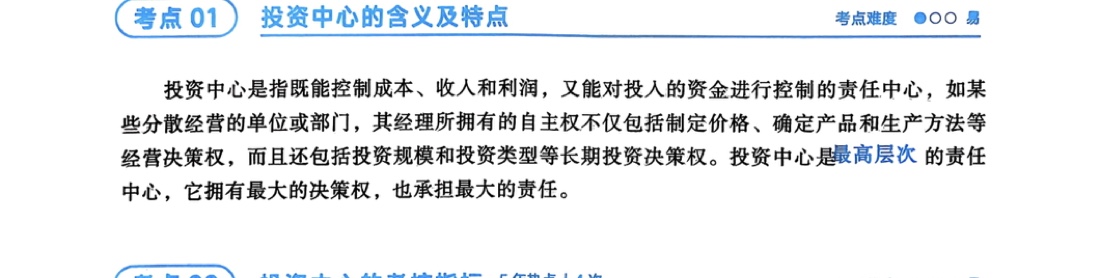 考点 01 投资中心的含义及特点 考点难度 易
投资中心是指既能控制成本、收入和利润，又能对投入的资金进行控制的责任中心，如某
些分散经营的单位或部门，其经理所拥有的自主权不仅包括制定价格、确定产品和生产方法等
经营决策权，而且还包括投资规模和投资类型等长期投资决策权。投资中心是最高层次 的责任
中心，它拥有最大的决策权，也承担最大的责任。